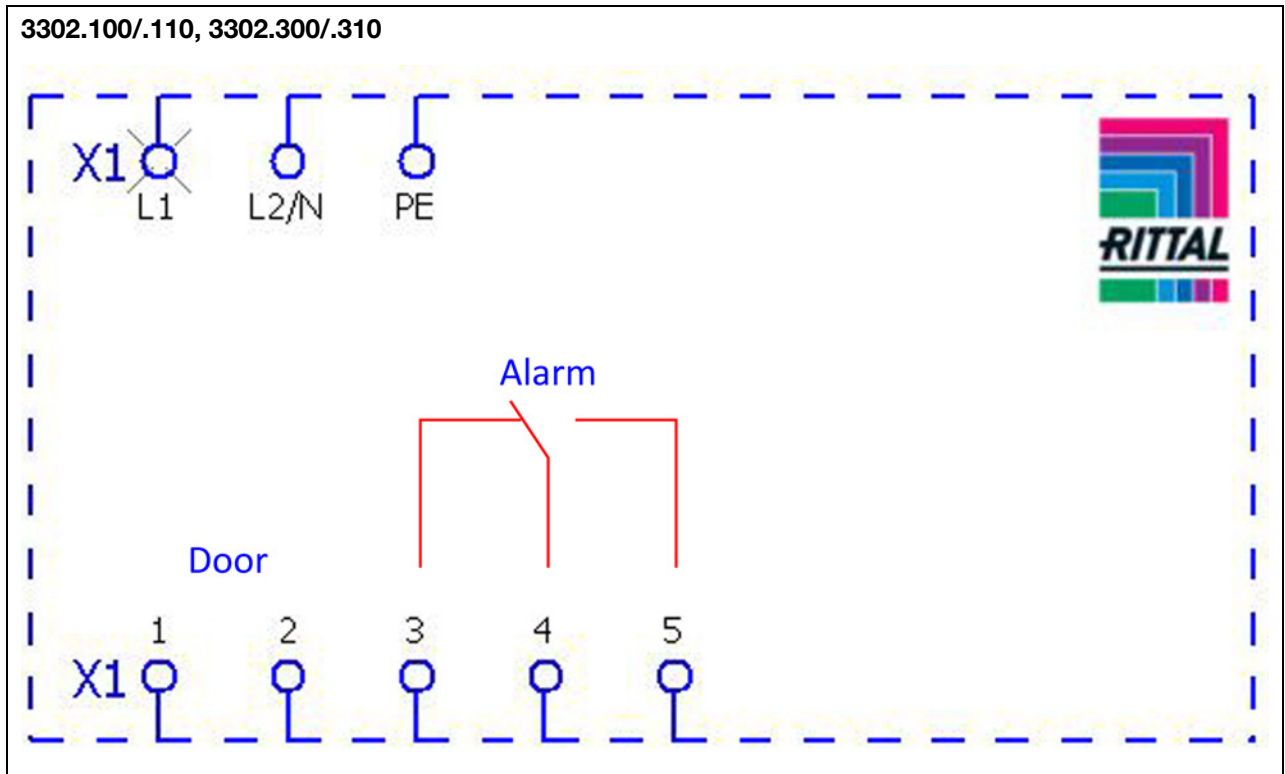 3302.100/.110, 3302.300/.310
X1
L1 L2/N PE
RITTAL
Alarm
Door
1 2 3 4 5
X1